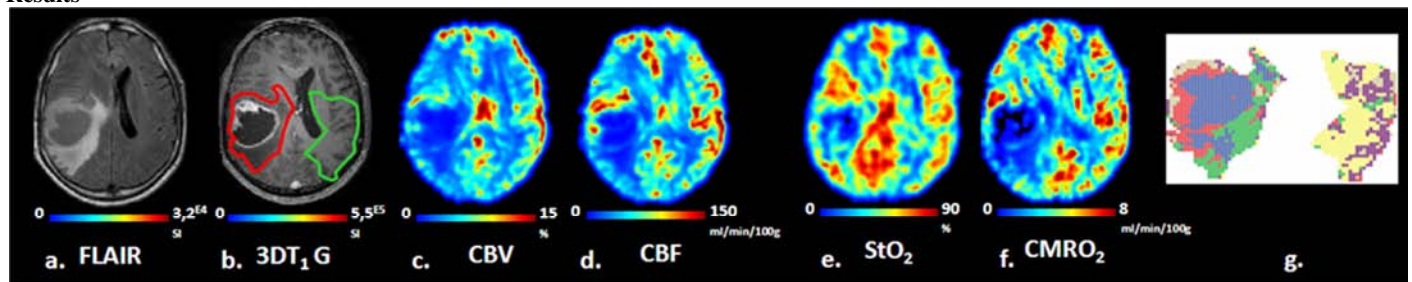 Results
0 3,2E4 SI
0 5,5E5 SI
0 15 %
0 150 ml/min/100g
0 90 %
0 8 ml/min/100g
a. FLAIR
b. 3DT₁ G
c. CBV
d. CBF
e. StO₂
f. CMRO₂
g.